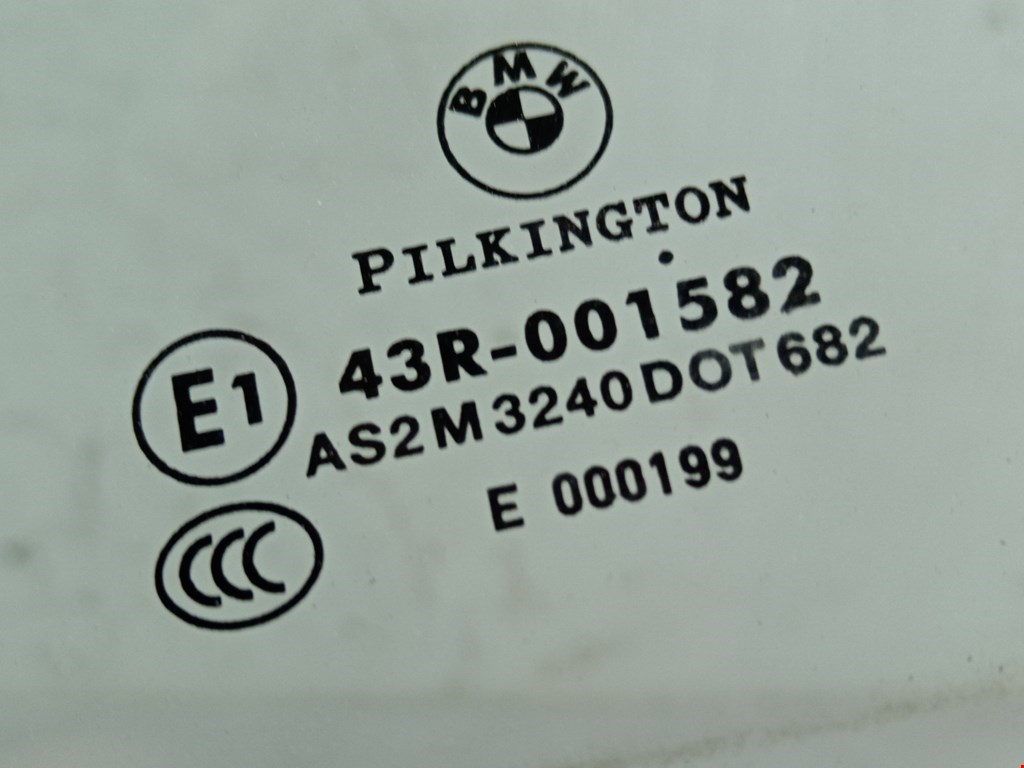 BMW
PILKINGTON
E1 43R-001582
AS2M3240DOT682
CCC E 000199